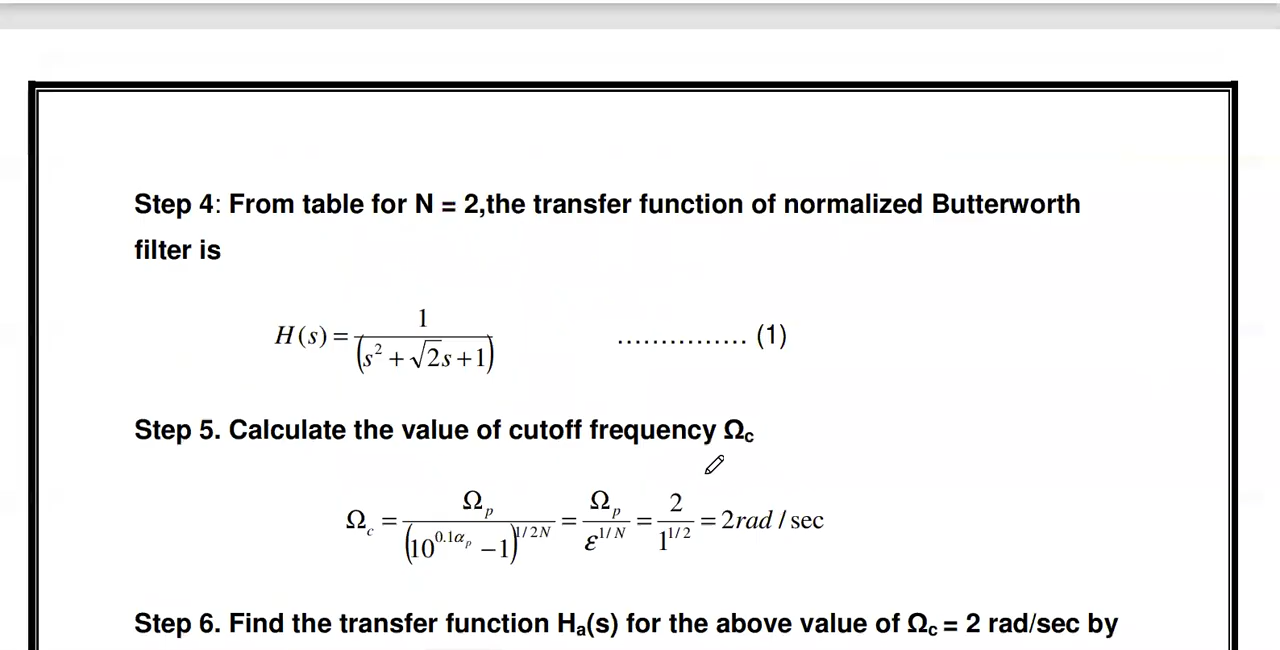 Step 4: From table for N = 2,the transfer function of normalized Butterworth
filter is
H(s) = 1 / (s² + √2s + 1) …………… (1)
Step 5. Calculate the value of cutoff frequency Ωc
Ωc = Ωp / (10^0.1αp − 1)^1/2N = Ωp / ε^1/N = 2 / 1^1/2 = 2rad / sec
Step 6. Find the transfer function Ha(s) for the above value of Ωc = 2 rad/sec by